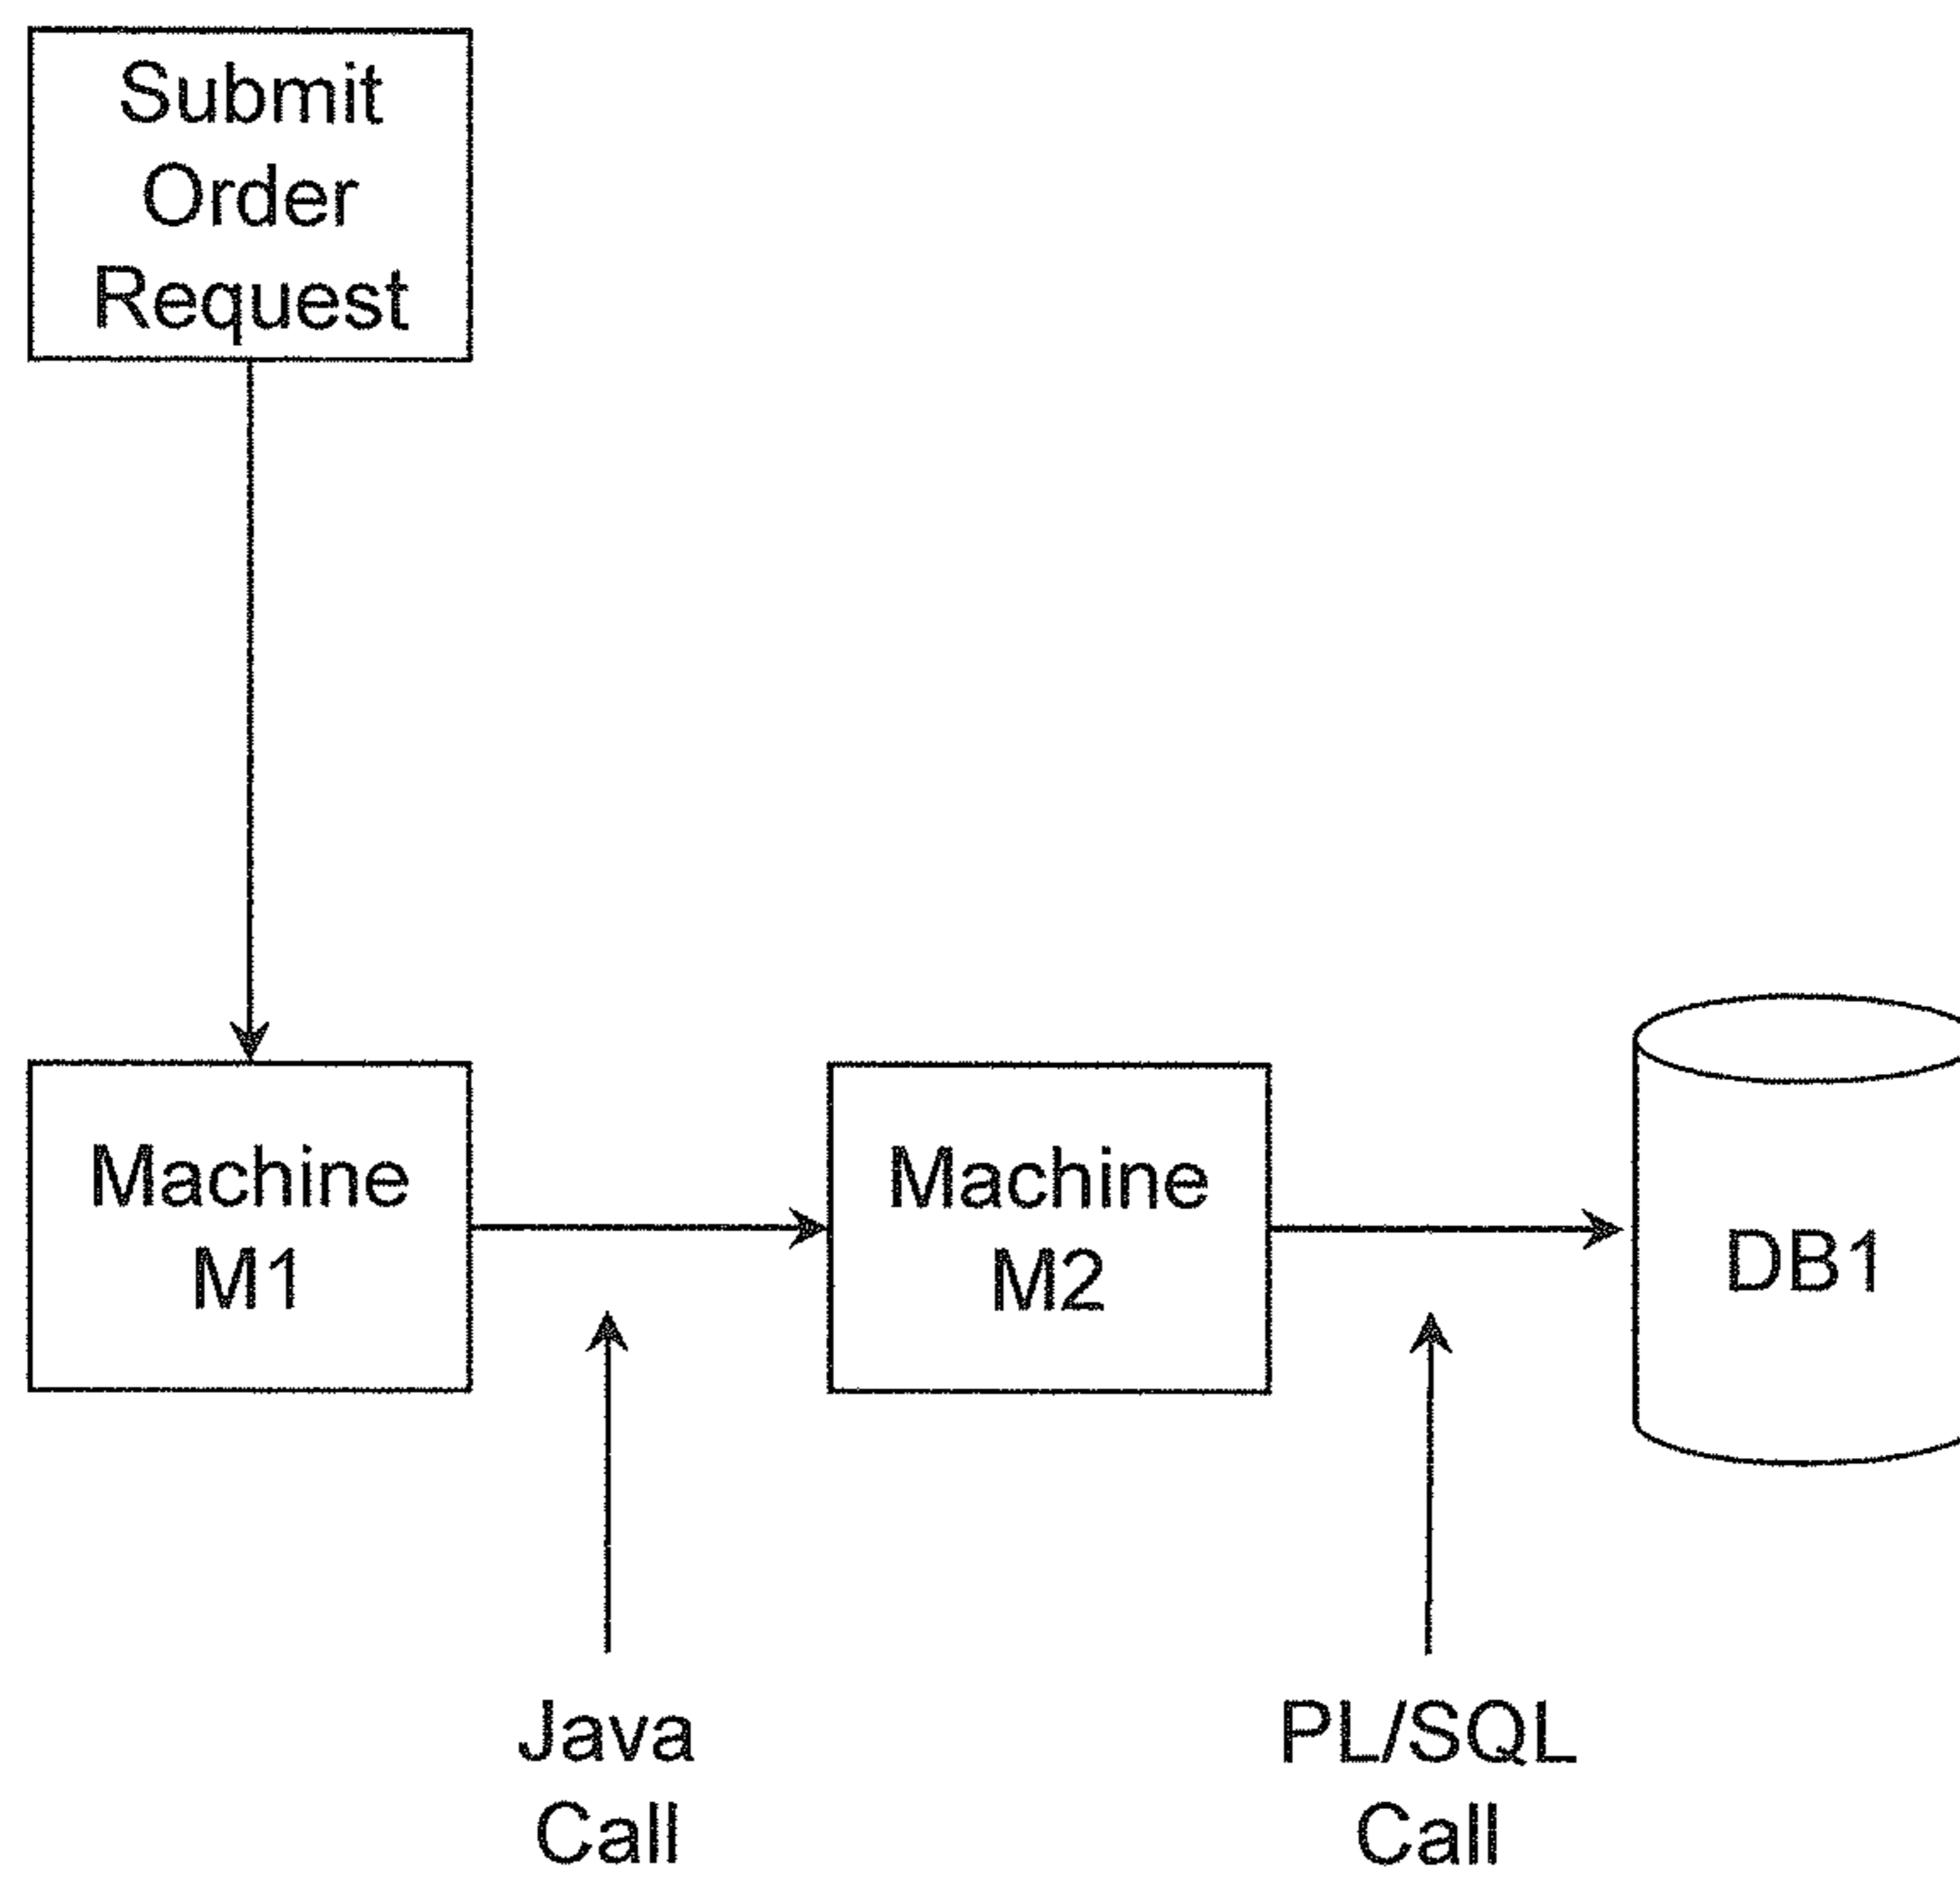 Submit
Order
Request
Machine
M1
Machine
M2
DB1
Java
Call
PL/SQL
Call